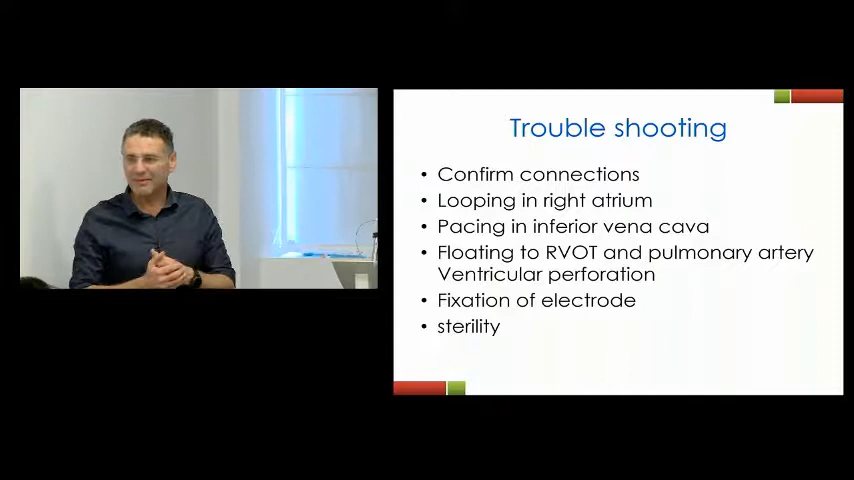 Trouble shooting
• Confirm connections
• Looping in right atrium
• Pacing in inferior vena cava
• Floating to RVOT and pulmonary artery
Ventricular perforation
• Fixation of electrode
• sterility